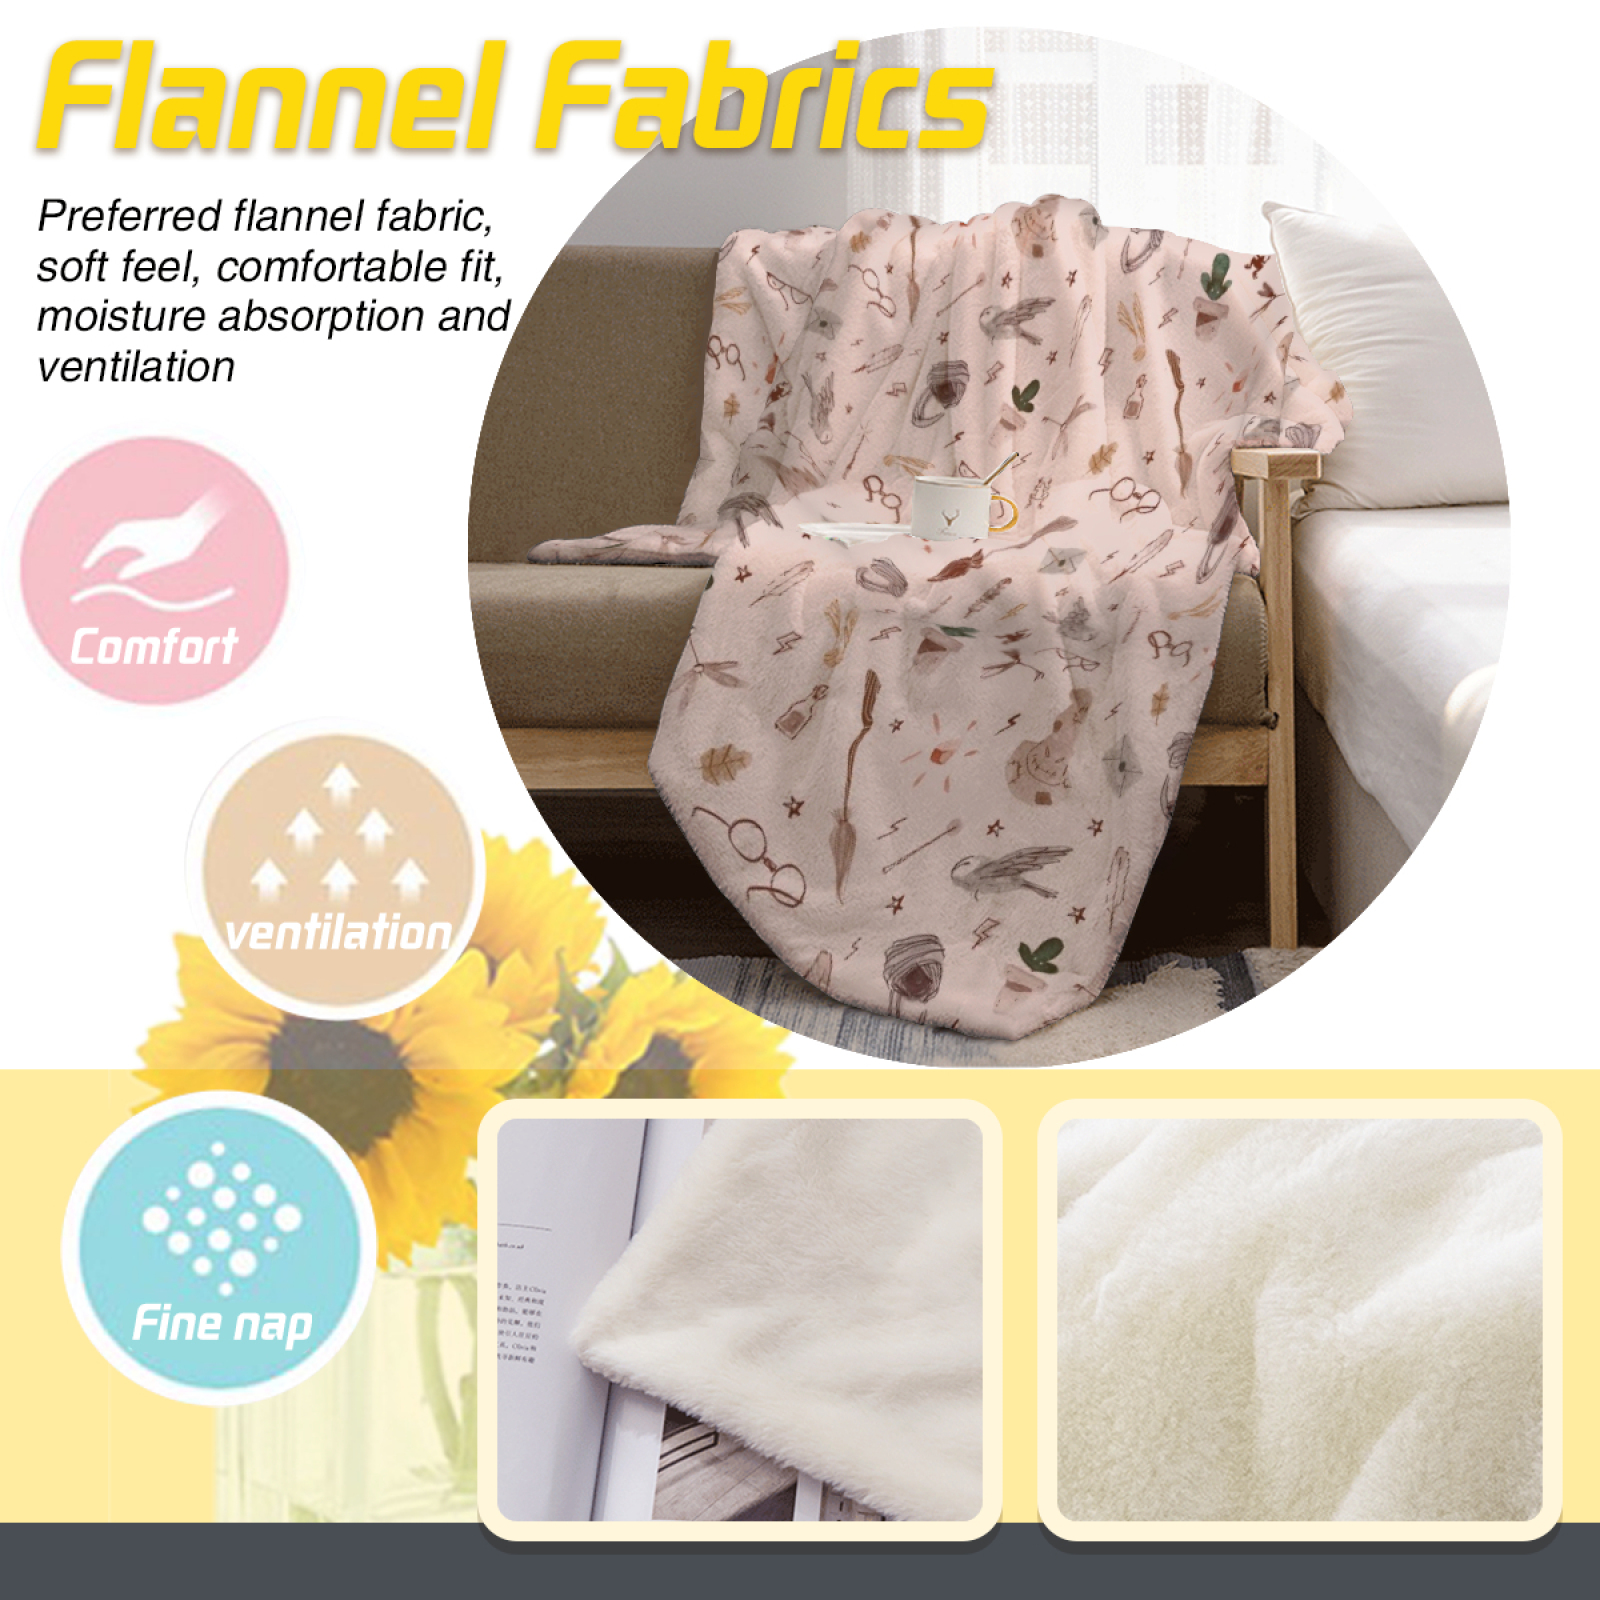 Flannel Fabrics
Preferred flannel fabric,
soft feel, comfortable fit,
moisture absorption and
ventilation
Comfort
ventilation
Fine nap